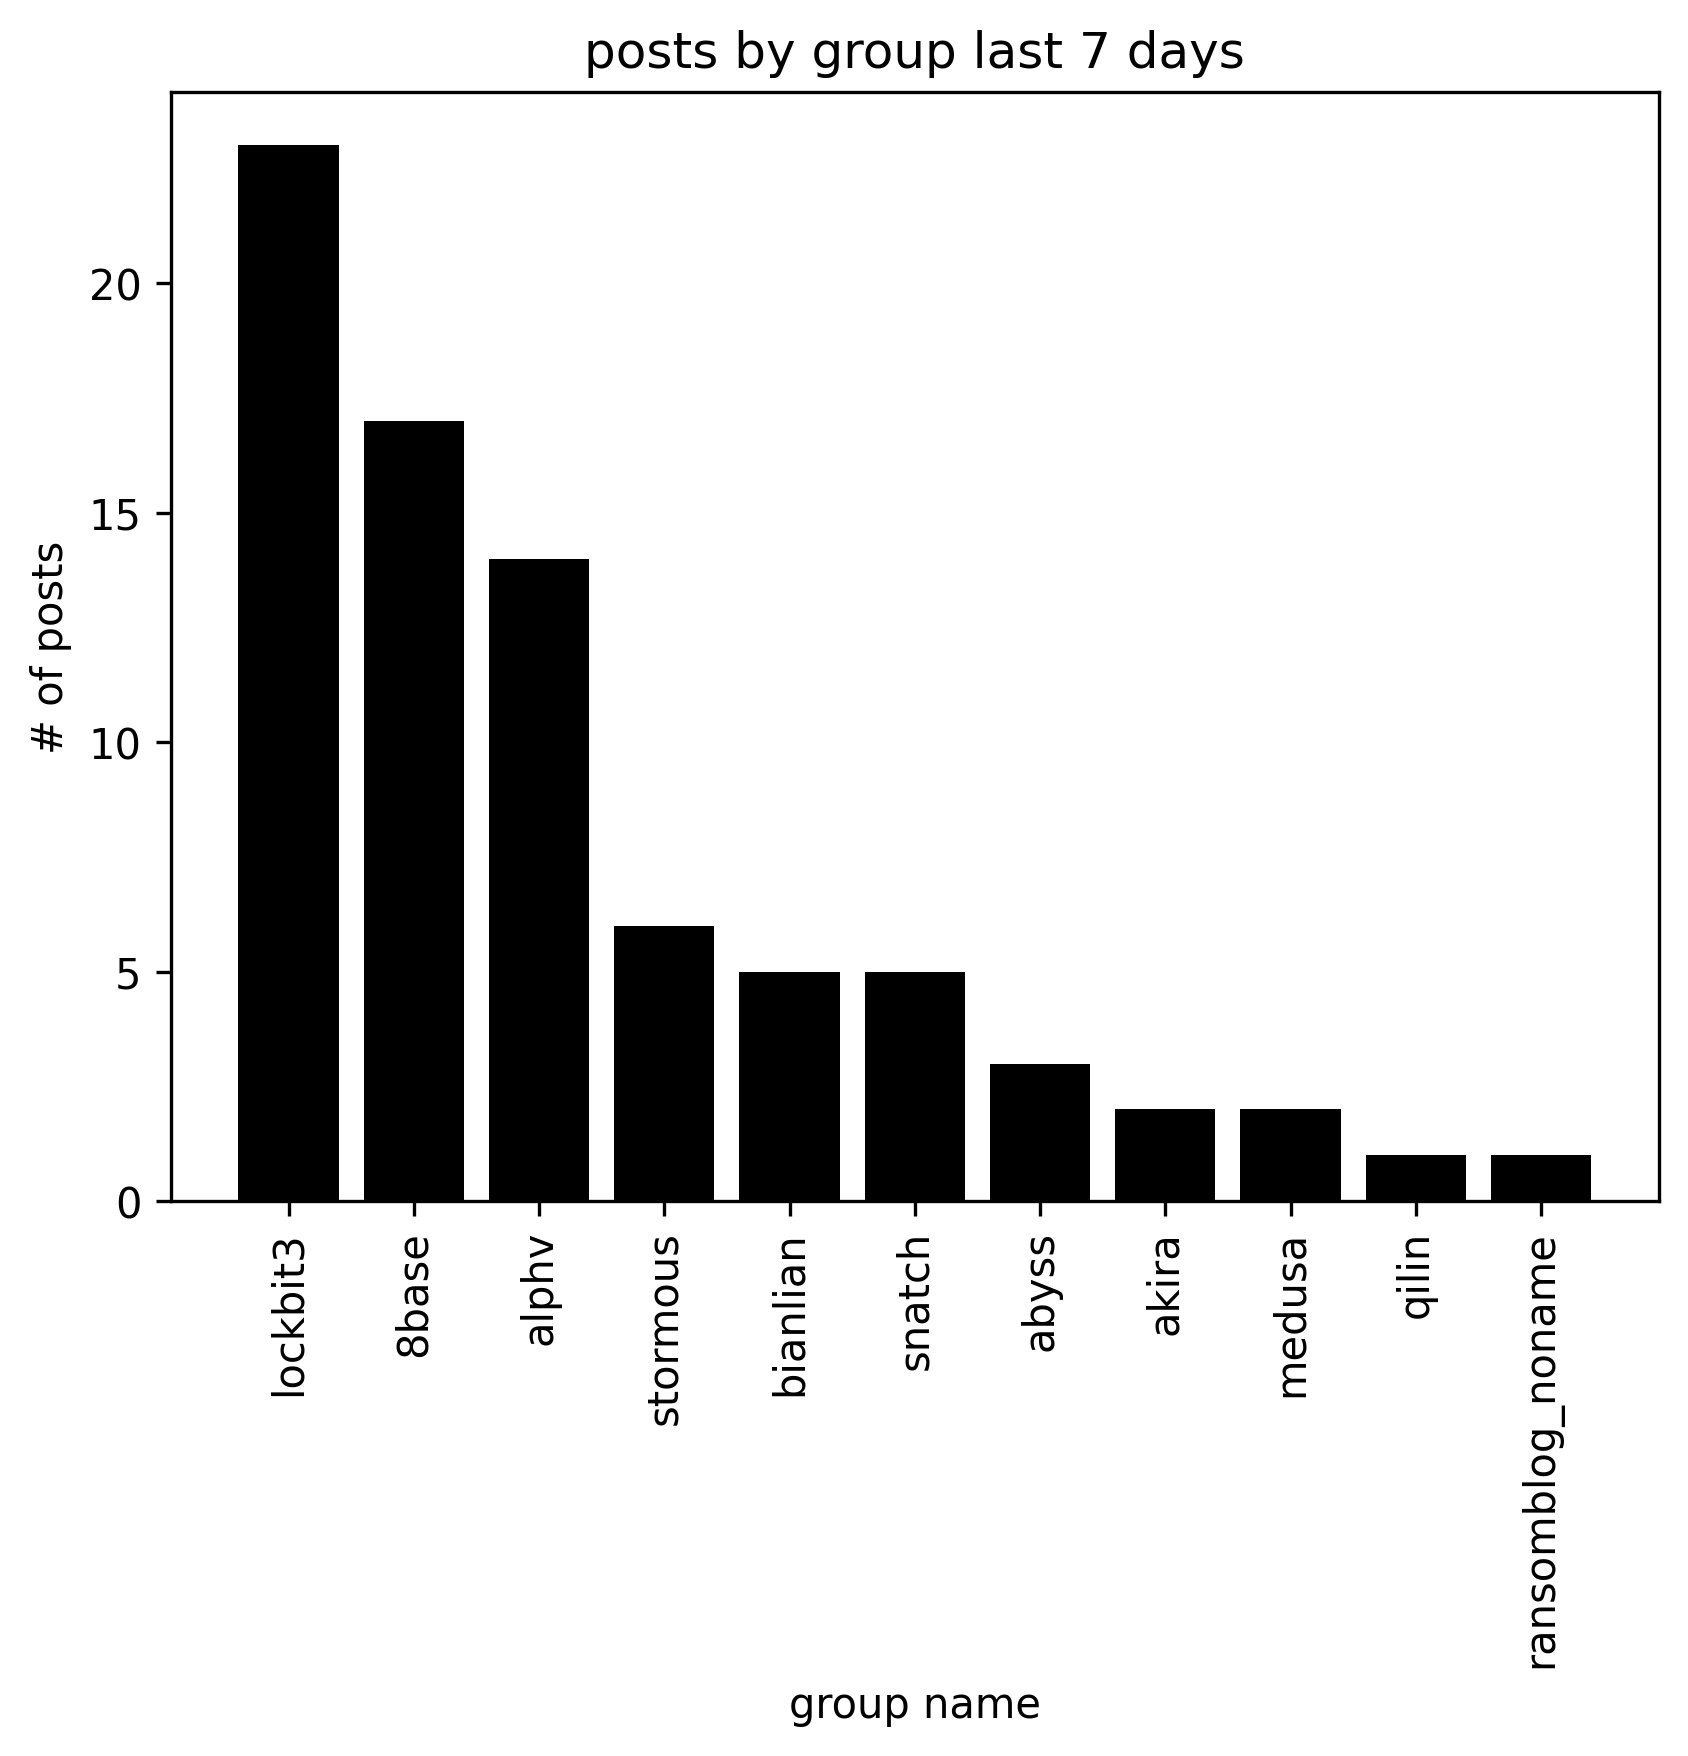 posts by group last 7 days
# of posts
20
15
10
5
0
lockbit3
8base
alphv
stormous
bianlian
snatch
abyss
akira
medusa
qilin
ransomblog_noname
group name